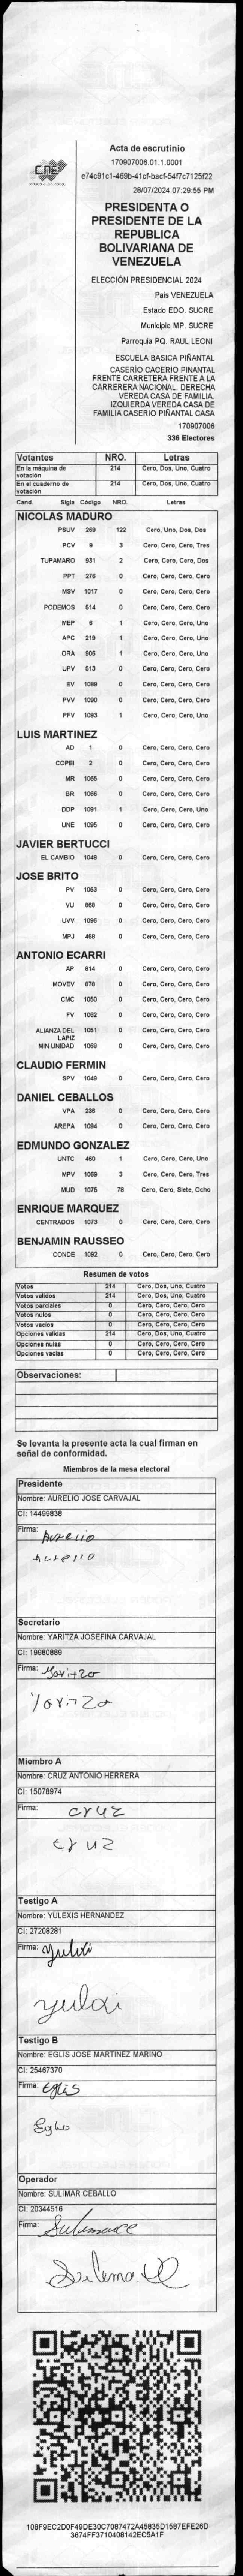 CNE
Acta de escrutinio
170907006.01.1.0001
e74c91c1-469b-41cf-bacf-54f7c7125f22
28/07/2024 07:29:55 PM
PRESIDENTA O
PRESIDENTE DE LA
REPUBLICA
BOLIVARIANA DE
VENEZUELA
ELECCIÓN PRESIDENCIAL 2024
Pais VENEZUELA
Estado EDO. SUCRE
Municipio MP. SUCRE
Parroquia PQ. RAUL LEONI
ESCUELA BASICA PIÑANTAL
CASERÍO CACERIO PINANTAL
FRENTE CARRETERA FRENTE A LA
CARRERERA NACIONAL. DERECHA
VEREDA CASA DE FAMILIA.
IZQUIERDA VEREDA CASA DE
FAMILIA CASERIO PIÑANTAL CASA
170907006
336 Electores
Votantes NRO. Letras
En la máquina de votación 214 Cero, Dos, Uno, Cuatro
En el cuaderno de votación 214 Cero, Dos, Uno, Cuatro
Cand. Sigla Código NRO. Letras
NICOLAS MADURO
PSUV 269 122 Cero, Uno, Dos, Dos
PCV 9 3 Cero, Cero, Cero, Tres
TUPAMARO 931 2 Cero, Cero, Cero, Dos
PPT 276 0 Cero, Cero, Cero, Cero
MSV 1017 0 Cero, Cero, Cero, Cero
PODEMOS 514 0 Cero, Cero, Cero, Cero
MEP 6 1 Cero, Cero, Cero, Uno
APC 219 1 Cero, Cero, Cero, Uno
ORA 906 1 Cero, Cero, Cero, Uno
UPV 513 0 Cero, Cero, Cero, Cero
EV 1089 0 Cero, Cero, Cero, Cero
PVV 1090 0 Cero, Cero, Cero, Cero
PFV 1093 1 Cero, Cero, Cero, Uno
LUIS MARTINEZ
AD 1 0 Cero, Cero, Cero, Cero
COPEI 2 0 Cero, Cero, Cero, Cero
MR 1065 0 Cero, Cero, Cero, Cero
BR 1066 0 Cero, Cero, Cero, Cero
DDP 1091 1 Cero, Cero, Cero, Uno
UNE 1095 0 Cero, Cero, Cero, Cero
JAVIER BERTUCCI
EL CAMBIO 1048 0 Cero, Cero, Cero, Cero
JOSE BRITO
PV 1053 0 Cero, Cero, Cero, Cero
VU 868 0 Cero, Cero, Cero, Cero
UVV 1096 0 Cero, Cero, Cero, Cero
MPJ 458 0 Cero, Cero, Cero, Cero
ANTONIO ECARRI
AP 814 0 Cero, Cero, Cero, Cero
MOVEV 978 0 Cero, Cero, Cero, Cero
CMC 1050 0 Cero, Cero, Cero, Cero
FV 1052 0 Cero, Cero, Cero, Cero
ALIANZA DEL LAPIZ 1051 0 Cero, Cero, Cero, Cero
MIN UNIDAD 1068 0 Cero, Cero, Cero, Cero
CLAUDIO FERMIN
SPV 1049 0 Cero, Cero, Cero, Cero
DANIEL CEBALLOS
VPA 236 0 Cero, Cero, Cero, Cero
AREPA 1094 0 Cero, Cero, Cero, Cero
EDMUNDO GONZALEZ
UNTC 460 1 Cero, Cero, Cero, Uno
MPV 1089 3 Cero, Cero, Cero, Tres
MUD 1075 78 Cero, Cero, Siete, Ocho
ENRIQUE MARQUEZ
CENTRADOS 1073 0 Cero, Cero, Cero, Cero
BENJAMIN RAUSSEO
CONDE 1092 0 Cero, Cero, Cero, Cero
Resumen de votos
Votos 214 Cero, Dos, Uno, Cuatro
Votos validos 214 Cero, Dos, Uno, Cuatro
Votos parciales 0 Cero, Cero, Cero, Cero
Votos nulos 0 Cero, Cero, Cero, Cero
Votos vacios 0 Cero, Cero, Cero, Cero
Opciones validas 214 Cero, Dos, Uno, Cuatro
Opciones nulas 0 Cero, Cero, Cero, Cero
Opciones vacias 0 Cero, Cero, Cero, Cero
Observaciones:
Se levanta la presente acta la cual firman en
señal de conformidad.
Miembros de la mesa electoral
Presidente
Nombre: AURELIO JOSE CARVAJAL
CI: 14499838
Firma: Aurelio
Aurelio
Secretario
Nombre: YARITZA JOSEFINA CARVAJAL
CI: 19980889
Firma: Yaritza
Yaritza
Miembro A
Nombre: CRUZ ANTONIO HERRERA
CI: 15078974
Firma: cruz
cruz
Testigo A
Nombre: YULEXIS HERNANDEZ
CI: 27208281
Firma:
Testigo B
Nombre: EGLIS JOSE MARTINEZ MARINO
CI: 25467370
Firma: Eglis
Eglis
Operador
Nombre: SULIMAR CEBALLO
CI: 20344516
Firma:
108F9EC2D0F49DE30C7087472A45835D1587EFE26D
3674FF3710408142EC5A1F